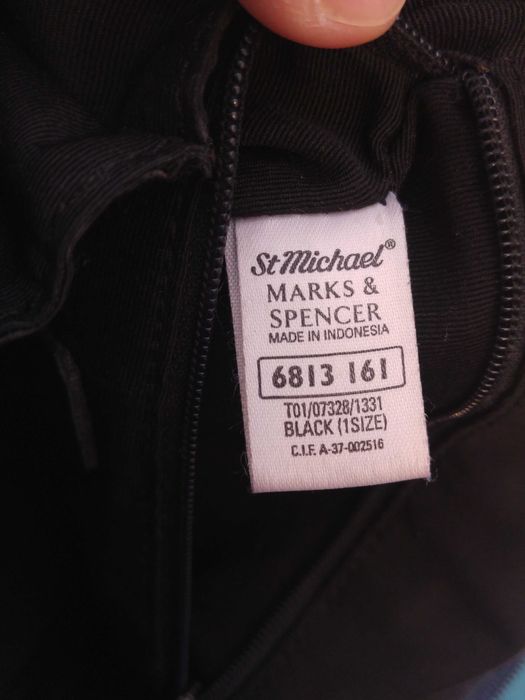 St Michael®
MARKS &
SPENCER
MADE IN INDONESIA
6813 161
T01/07328/1331
BLACK (1SIZE)
C.I.F. A-37-002516